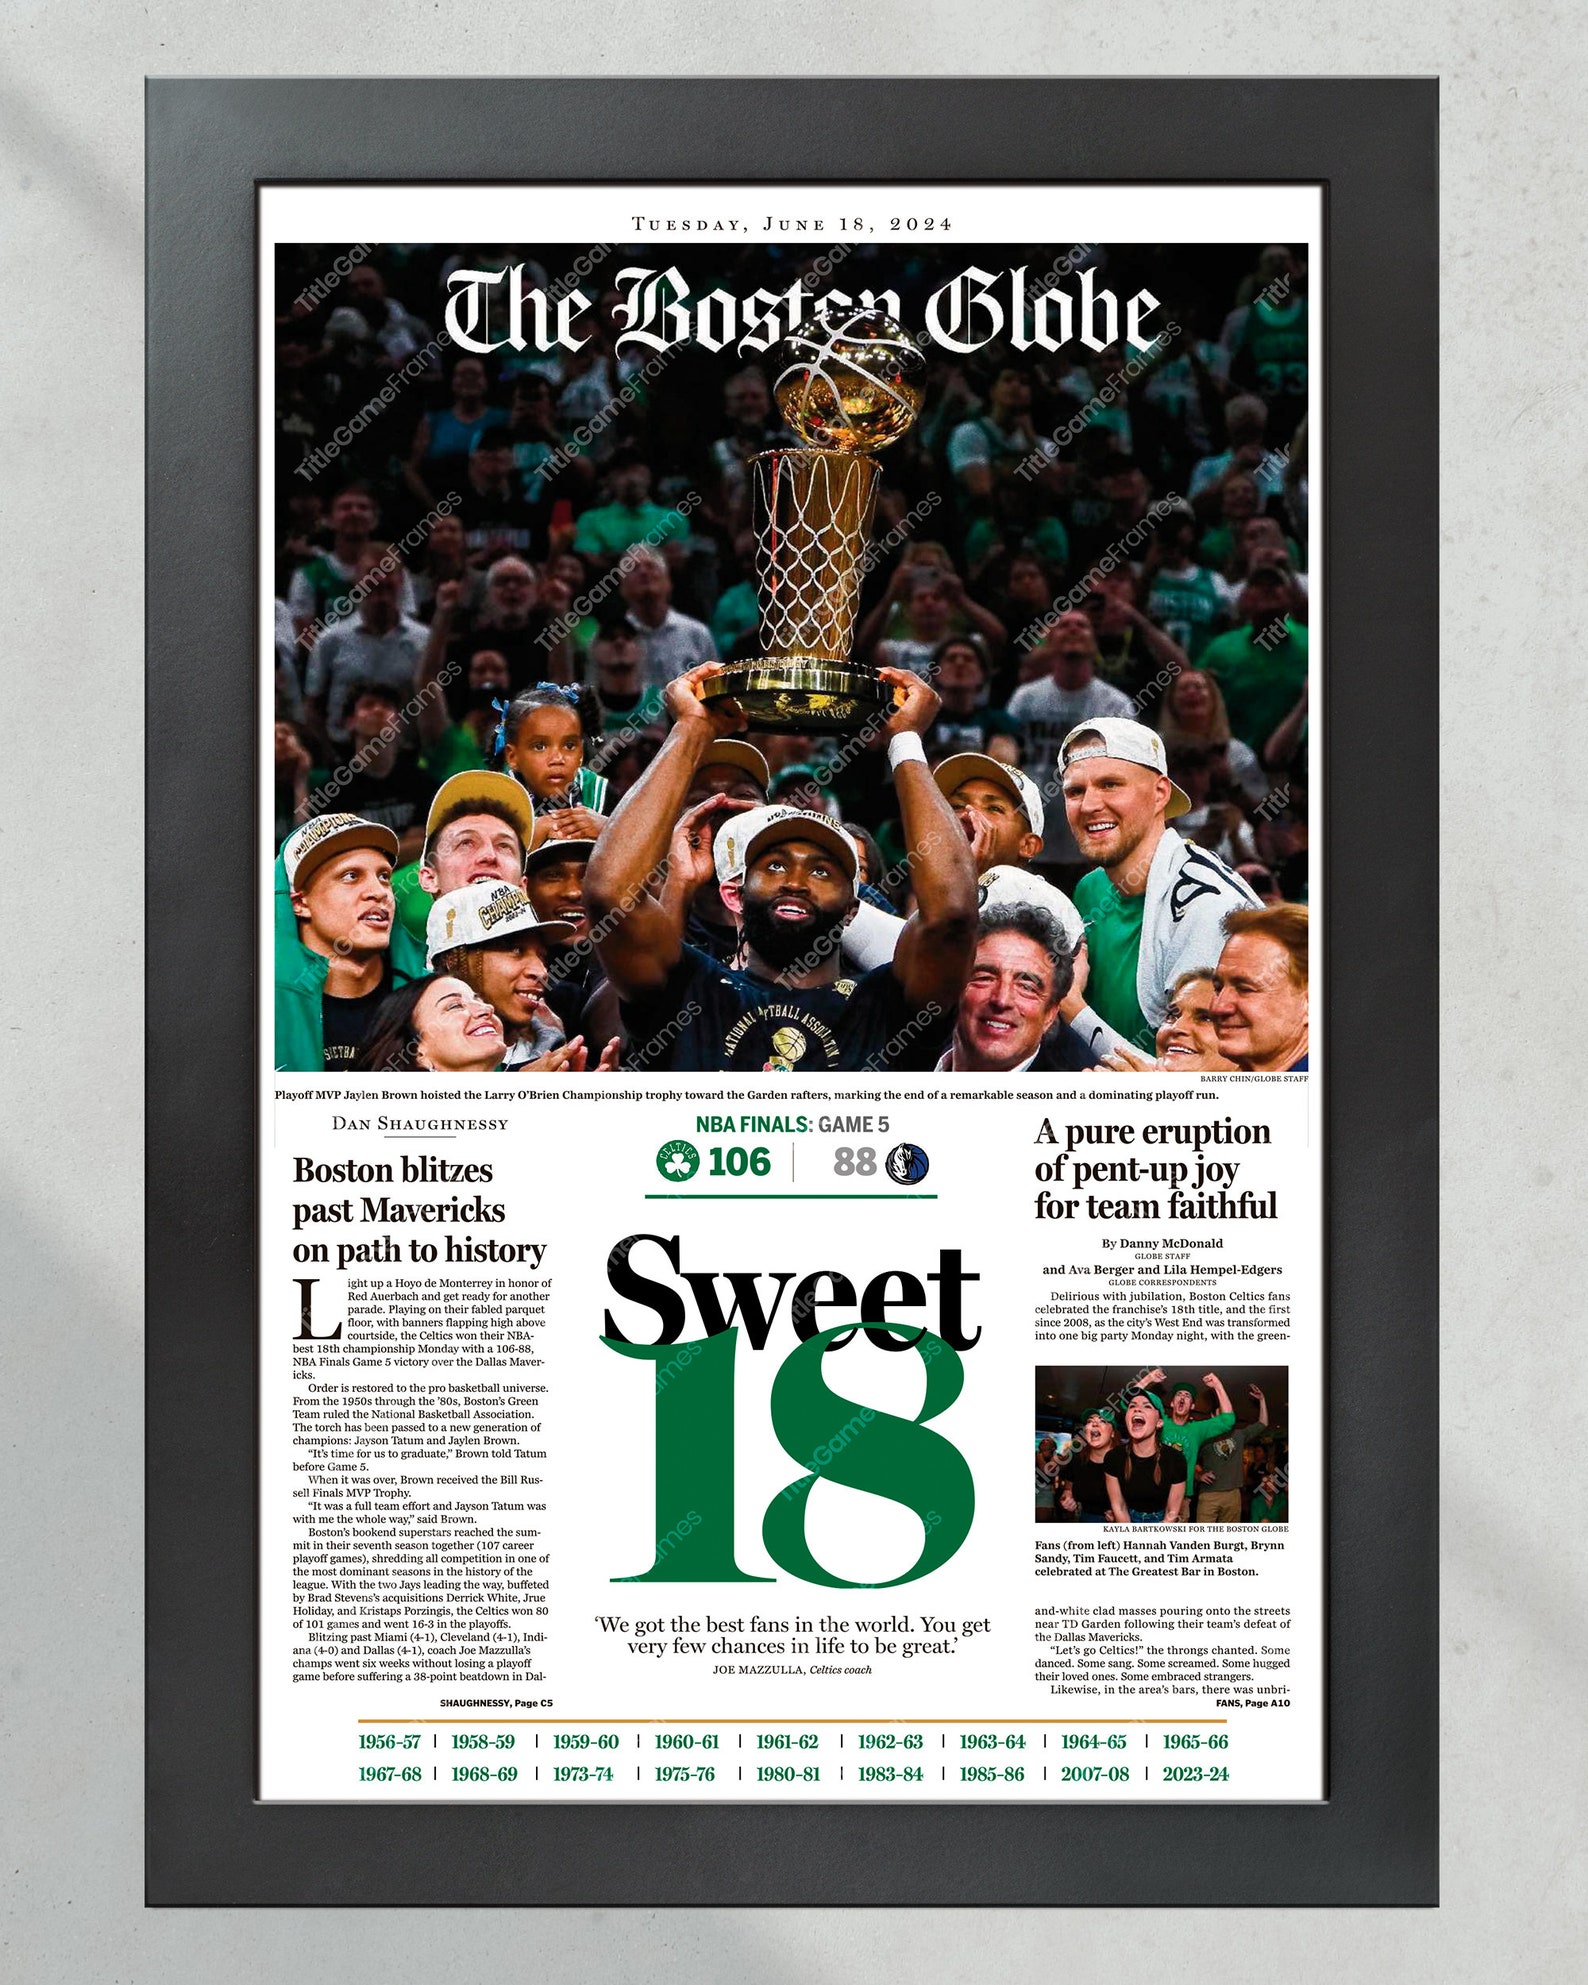 TUESDAY, JUNE 18, 2024
The Boston Globe
BARRY CHIN/GLOBE STAFF
Playoff MVP Jaylen Brown hoisted the Larry O'Brien Championship trophy toward the Garden rafters, marking the end of a remarkable season and a dominating playoff run.
DAN SHAUGHNESSY
Boston blitzes
past Mavericks
on path to history
Light up a Hoyo de Monterrey in honor of
Red Auerbach and get ready for another
parade. Playing on their fabled parquet
floor, with banners flapping high above
courtside, the Celtics won their NBA-
best 18th championship Monday with a 106-88,
NBA Finals Game 5 victory over the Dallas Maver-
icks.
Order is restored to the pro basketball universe.
From the 1950s through the '80s, Boston's Green
Team ruled the National Basketball Association.
The torch has been passed to a new generation of
champions: Jayson Tatum and Jaylen Brown.
"It's time for us to graduate," Brown told Tatum
before Game 5.
When it was over, Brown received the Bill Rus-
sell Finals MVP Trophy.
"It was a full team effort and Jayson Tatum was
with me the whole way," said Brown.
Boston's bookend superstars reached the sum-
mit in their seventh season together (107 career
playoff games), shredding all competition in one of
the most dominant seasons in the history of the
league. With the two Jays leading the way, buffeted
by Brad Stevens's acquisitions Derrick White, Jrue
Holiday, and Kristaps Porzingis, the Celtics won 80
of 101 games and went 16-3 in the playoffs.
Blitzing past Miami (4-1), Cleveland (4-1), Indi-
ana (4-0) and Dallas (4-1), coach Joe Mazzulla's
champs went six weeks without losing a playoff
game before suffering a 38-point beatdown in Dal-
SHAUGHNESSY, Page C5
NBA FINALS: GAME 5
CELTICS 106 88
Sweet
18
'We got the best fans in the world. You get
very few chances in life to be great.'
JOE MAZZULLA, Celtics coach
A pure eruption
of pent-up joy
for team faithful
By Danny McDonald
GLOBE STAFF
and Ava Berger and Lila Hempel-Edgers
GLOBE CORRESPONDENTS
Delirious with jubilation, Boston Celtics fans
celebrated the franchise's 18th title, and the first
since 2008, as the city's West End was transformed
into one big party Monday night, with the green-
KAYLA BARTKOWSKI FOR THE BOSTON GLOBE
Fans (from left) Hannah Vanden Burgt, Brynn
Sandy, Tim Faucett, and Tim Armata
celebrated at The Greatest Bar in Boston.
and-white clad masses pouring onto the streets
near TD Garden following their team's defeat of
the Dallas Mavericks.
"Let's go Celtics!" the throngs chanted. Some
danced. Some sang. Some screamed. Some hugged
their loved ones. Some embraced strangers.
Likewise, in the area's bars, there was unbri-
FANS, Page A10
1956-57 | 1958-59 | 1959-60 | 1960-61 | 1961-62 | 1962-63 | 1963-64 | 1964-65 | 1965-66
1967-68 | 1968-69 | 1973-74 | 1975-76 | 1980-81 | 1983-84 | 1985-86 | 2007-08 | 2023-24
TitleGameFrames